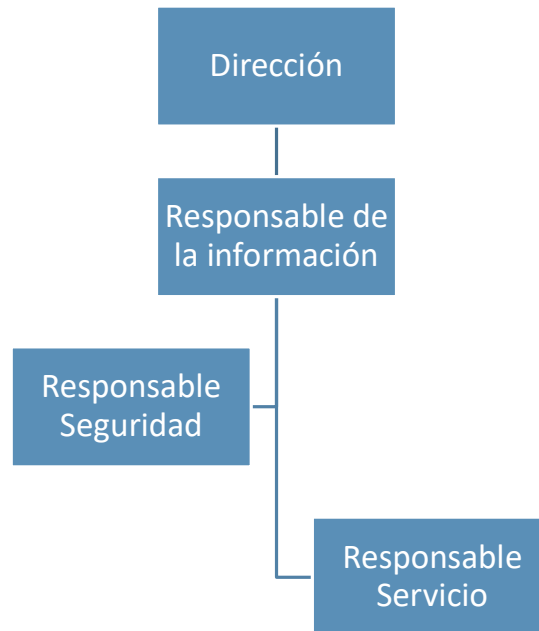 Dirección
Responsable de
la información
Responsable
Seguridad
Responsable
Servicio